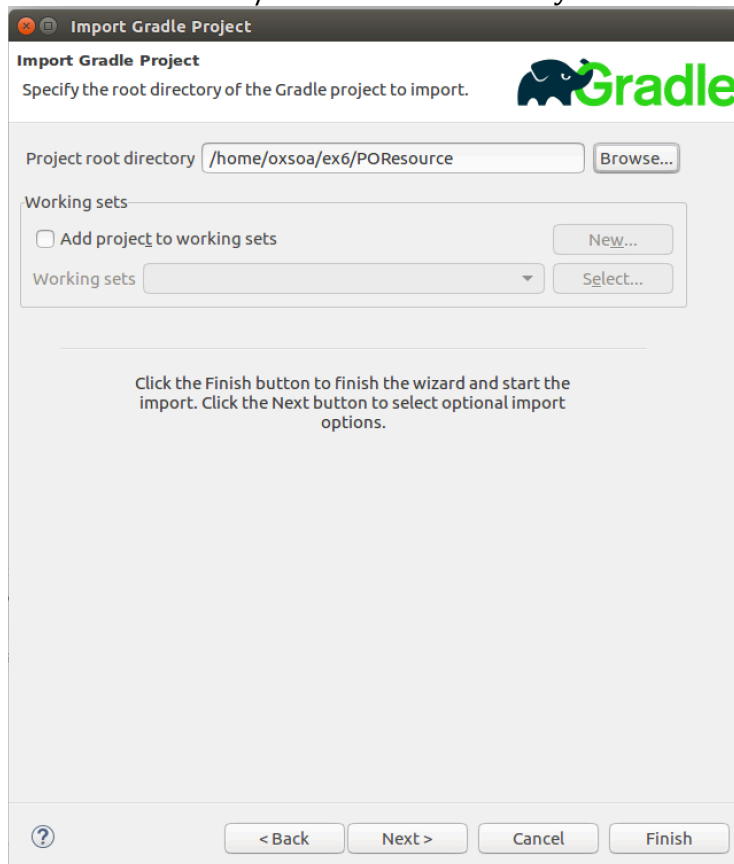 Import Gradle Project
Import Gradle Project
Specify the root directory of the Gradle project to import.
Gradle
Project root directory /home/oxsoa/ex6/POResource Browse...
Working sets
Add project to working sets New...
Working sets Select...
Click the Finish button to finish the wizard and start the
import. Click the Next button to select optional import
options.
? < Back Next > Cancel Finish